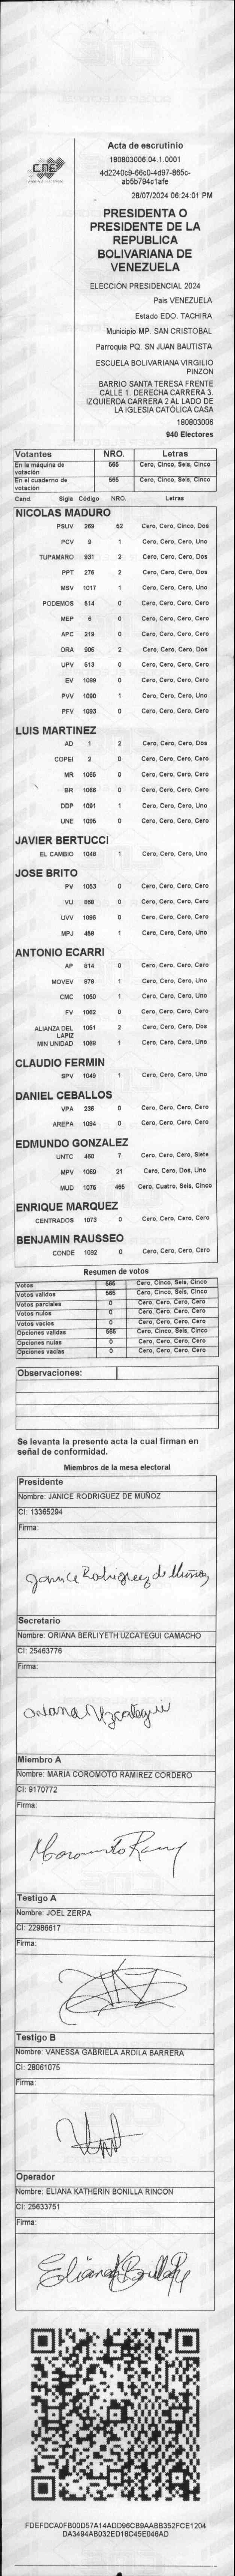 CNE
Acta de escrutinio
180803006.04.1.0001
4d2240c9-66c0-4d97-865c-
ab5b794c1afe
28/07/2024 06:24:01 PM
PRESIDENTA O
PRESIDENTE DE LA
REPUBLICA
BOLIVARIANA DE
VENEZUELA
ELECCIÓN PRESIDENCIAL 2024
Pais VENEZUELA
Estado EDO. TACHIRA
Municipio MP. SAN CRISTOBAL
Parroquia PQ. SN JUAN BAUTISTA
ESCUELA BOLIVARIANA VIRGILIO
PINZON
BARRIO SANTA TERESA FRENTE
CALLE 1. DERECHA CARRERA 3.
IZQUIERDA CARRERA 2 AL LADO DE
LA IGLESIA CATÓLICA CASA
180803006
940 Electores
Votantes NRO. Letras
En la máquina de votación 565 Cero, Cinco, Seis, Cinco
En el cuaderno de votación 565 Cero, Cinco, Seis, Cinco
Cand. Sigla Código NRO. Letras
NICOLAS MADURO
PSUV 269 52 Cero, Cero, Cinco, Dos
PCV 9 1 Cero, Cero, Cero, Uno
TUPAMARO 931 2 Cero, Cero, Cero, Dos
PPT 276 2 Cero, Cero, Cero, Dos
MSV 1017 1 Cero, Cero, Cero, Uno
PODEMOS 514 0 Cero, Cero, Cero, Cero
MEP 6 0 Cero, Cero, Cero, Cero
APC 219 0 Cero, Cero, Cero, Cero
ORA 906 2 Cero, Cero, Cero, Dos
UPV 513 0 Cero, Cero, Cero, Cero
EV 1089 0 Cero, Cero, Cero, Cero
PVV 1090 1 Cero, Cero, Cero, Uno
PFV 1093 0 Cero, Cero, Cero, Cero
LUIS MARTINEZ
AD 1 2 Cero, Cero, Cero, Dos
COPEI 2 0 Cero, Cero, Cero, Cero
MR 1065 0 Cero, Cero, Cero, Cero
BR 1066 0 Cero, Cero, Cero, Cero
DDP 1091 1 Cero, Cero, Cero, Uno
UNE 1095 0 Cero, Cero, Cero, Cero
JAVIER BERTUCCI
EL CAMBIO 1048 1 Cero, Cero, Cero, Uno
JOSE BRITO
PV 1053 0 Cero, Cero, Cero, Cero
VU 868 0 Cero, Cero, Cero, Cero
UVV 1096 0 Cero, Cero, Cero, Cero
MPJ 458 1 Cero, Cero, Cero, Uno
ANTONIO ECARRI
AP 914 0 Cero, Cero, Cero, Cero
MOVEV 978 1 Cero, Cero, Cero, Uno
CMC 1050 1 Cero, Cero, Cero, Uno
FV 1062 0 Cero, Cero, Cero, Cero
ALIANZA DEL LAPIZ 1051 2 Cero, Cero, Cero, Dos
MIN UNIDAD 1068 1 Cero, Cero, Cero, Uno
CLAUDIO FERMIN
SPV 1049 1 Cero, Cero, Cero, Uno
DANIEL CEBALLOS
VPA 236 0 Cero, Cero, Cero, Cero
AREPA 1094 0 Cero, Cero, Cero, Cero
EDMUNDO GONZALEZ
UNTC 460 7 Cero, Cero, Cero, Siete
MPV 1069 21 Cero, Cero, Dos, Uno
MUD 1075 465 Cero, Cuatro, Seis, Cinco
ENRIQUE MARQUEZ
CENTRADOS 1073 0 Cero, Cero, Cero, Cero
BENJAMIN RAUSSEO
CONDE 1092 0 Cero, Cero, Cero, Cero
Resumen de votos
Votos 565 Cero, Cinco, Seis, Cinco
Votos validos 565 Cero, Cinco, Seis, Cinco
Votos parciales 0 Cero, Cero, Cero, Cero
Votos nulos 0 Cero, Cero, Cero, Cero
Votos vacios 0 Cero, Cero, Cero, Cero
Opciones validas 565 Cero, Cinco, Seis, Cinco
Opciones nulas 0 Cero, Cero, Cero, Cero
Opciones vacias 0 Cero, Cero, Cero, Cero
Observaciones:
Se levanta la presente acta la cual firman en
señal de conformidad.
Miembros de la mesa electoral
Presidente
Nombre: JANICE RODRIGUEZ DE MUÑOZ
CI: 13365294
Firma:
Janice Rodriguez de Muñoz
Secretario
Nombre: ORIANA BERLIYETH UZCATEGUI CAMACHO
CI: 25463776
Firma:
Oriana Uzcategui
Miembro A
Nombre: MARIA COROMOTO RAMIREZ CORDERO
CI: 9170772
Firma:
Testigo A
Nombre: JOEL ZERPA
CI: 22986617
Firma:
Testigo B
Nombre: VANESSA GABRIELA ARDILA BARRERA
CI: 28061075
Firma:
Operador
Nombre: ELIANA KATHERIN BONILLA RINCON
CI: 25633751
Firma:
FDEFDCA0FB00D57A14ADD96CB9AABB352FCE1204
DA3494AB032ED18C45E046AD